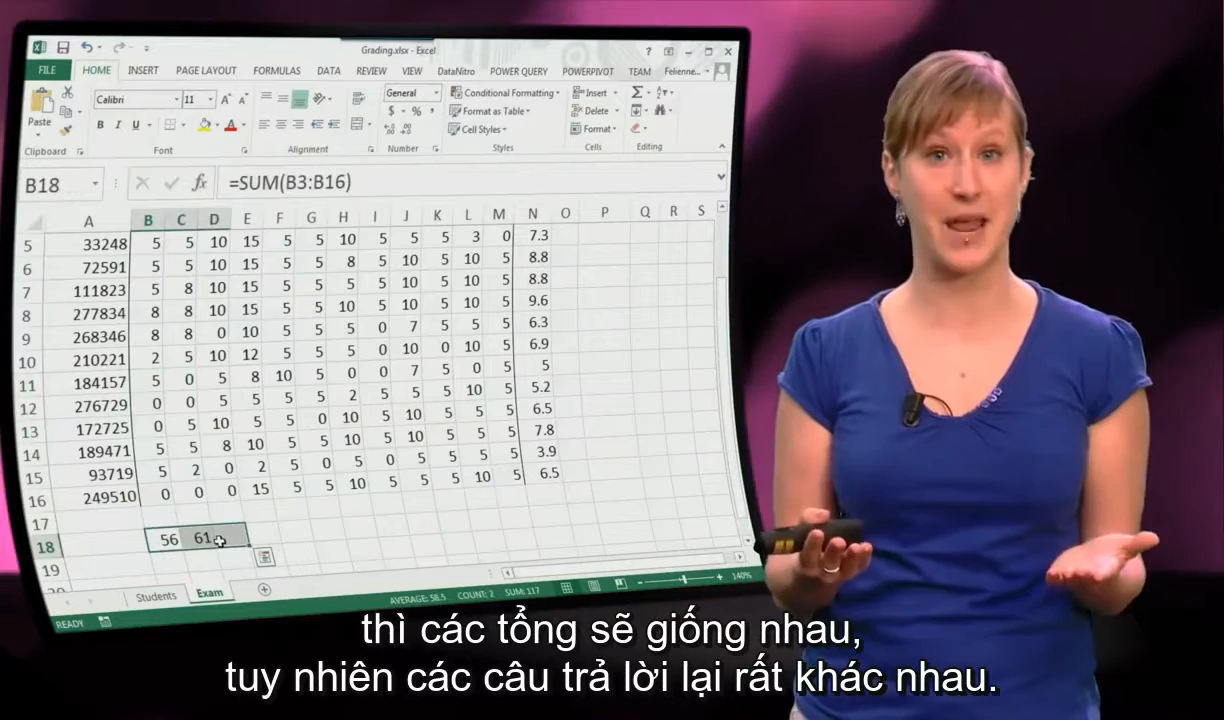 Grading.xlsx - Excel
FILE HOME INSERT PAGE LAYOUT FORMULAS DATA REVIEW VIEW DataNitro POWER QUERY POWERPIVOT TEAM Felienne...
Calibri 11 General Conditional Formatting Insert
Paste Format as Table Delete
B I U Cell Styles Format
Clipboard Font Alignment Number Styles Cells Editing
B18 fx =SUM(B3:B16)
A B C D E F G H I J K L M N O P Q R S
5 33248 5 5 10 15 5 5 10 5 5 5 3 0 7.3
6 72591 5 5 10 15 5 5 8 5 10 5 10 5 8.8
7 111823 5 8 10 15 5 5 5 5 10 5 10 5 8.8
8 277834 8 8 10 15 5 5 10 5 10 5 10 5 9.6
9 268346 8 8 0 10 5 5 5 0 7 5 5 5 6.3
10 210221 2 5 10 12 5 5 5 0 10 0 10 5 6.9
11 184157 5 0 5 8 10 5 0 0 7 5 0 5 5
12 276729 0 0 5 5 5 5 2 5 5 5 10 5 5.2
13 172725 0 5 10 5 5 0 10 5 10 5 5 5 6.5
14 189471 5 5 8 10 5 5 10 5 10 5 5 5 7.8
15 93719 5 2 0 2 5 0 5 0 5 5 5 5 3.9
16 249510 0 0 0 15 5 5 10 5 5 5 10 5 6.5
17
18 56 61
19
Students Exam
READY AVERAGE: 58.5 COUNT: 2 SUM: 117 140%
thì các tổng sẽ giống nhau,
tuy nhiên các câu trả lời lại rất khác nhau.